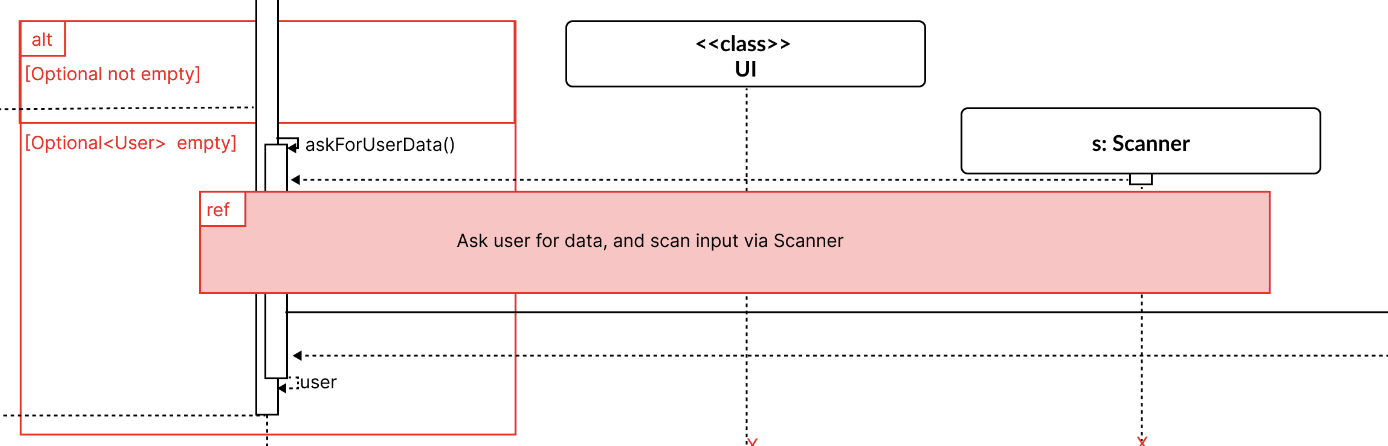 alt
[Optional not empty]
<<class>>
UI
s: Scanner
[Optional<User> empty]
askForUserData()
ref
Ask user for data, and scan input via Scanner
user
X
X